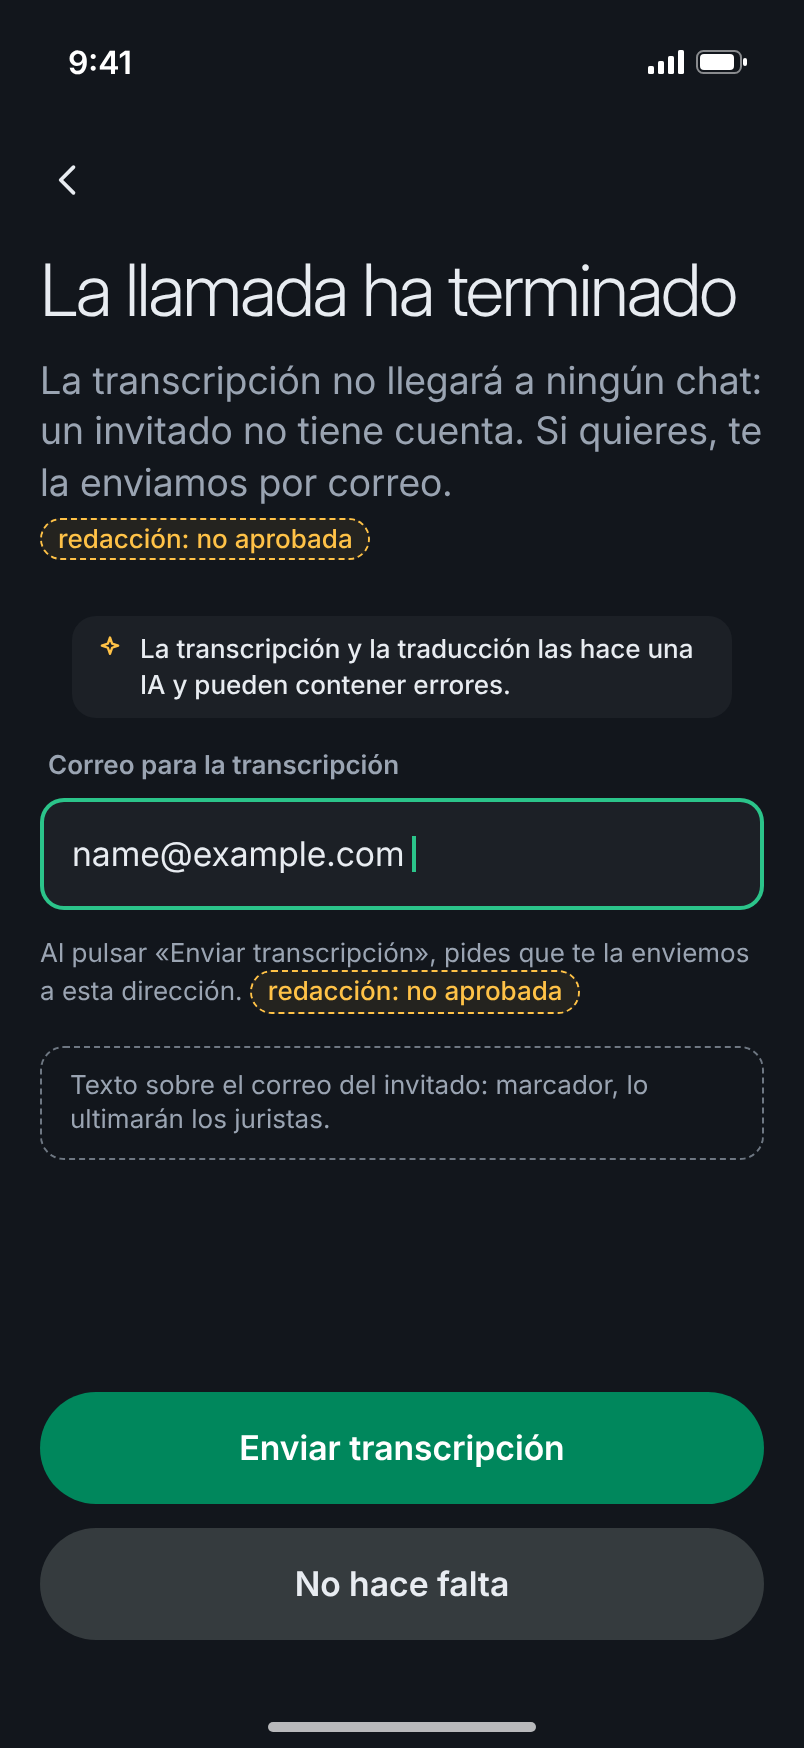 9:41
La llamada ha terminado
La transcripción no llegará a ningún chat:
un invitado no tiene cuenta. Si quieres, te
la enviamos por correo.
redacción: no aprobada
La transcripción y la traducción las hace una
IA y pueden contener errores.
Correo para la transcripción
name@example.com
Al pulsar «Enviar transcripción», pides que te la enviemos
a esta dirección. redacción: no aprobada
Texto sobre el correo del invitado: marcador, lo
ultimarán los juristas.
Enviar transcripción
No hace falta